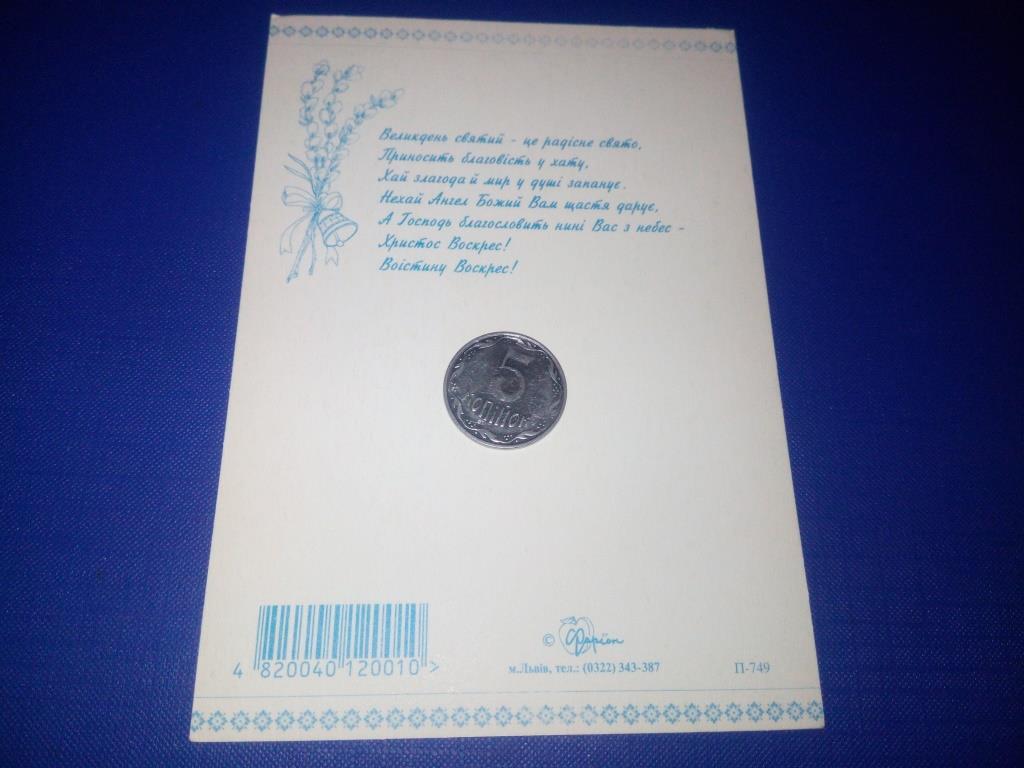 Великдень святий - це радісне свято,
Приносить благовість у хату,
Хай злагода й мир у душі запанує.
Нехай Ангел Божий Вам щастя дарує,
А Господь благословить нині Вас з небес -
Христос Воскрес!
Воістину Воскрес!
5
КОПІЙОК
4 820040 120010 >
© Фаріон
м.Львів, тел.: (0322) 343-387
П-749